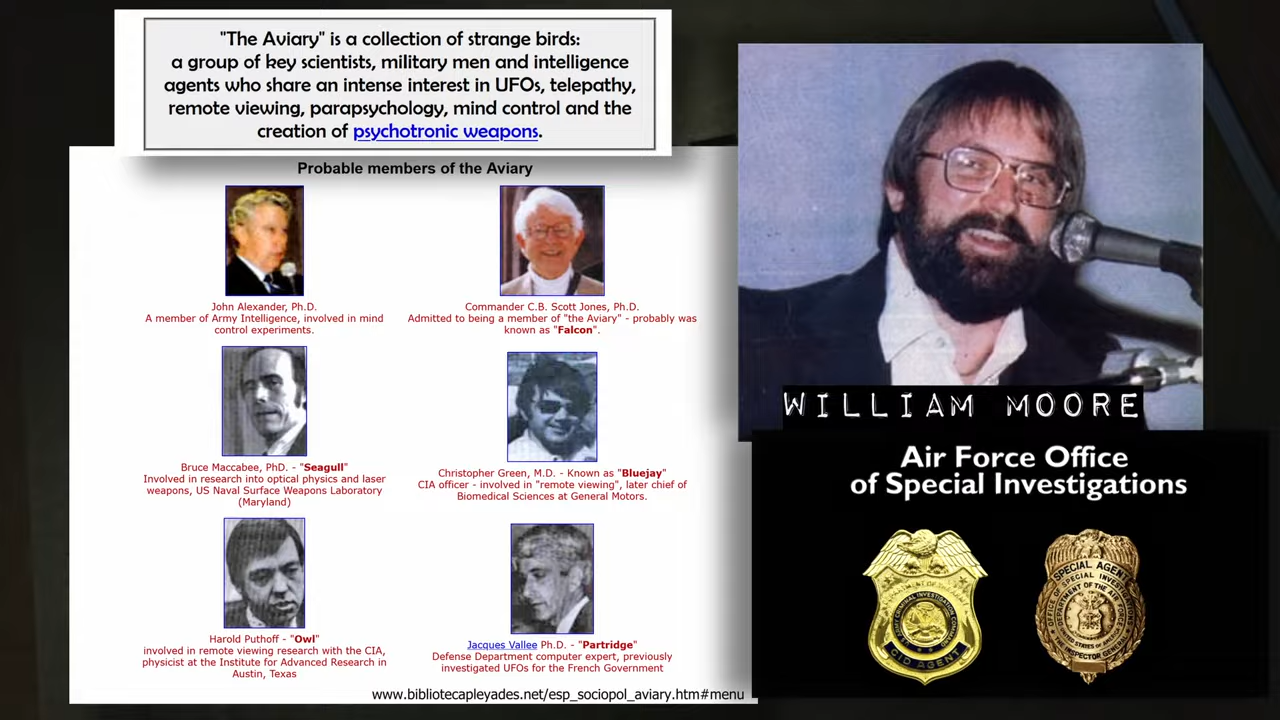 "The Aviary" is a collection of strange birds:
a group of key scientists, military men and intelligence
agents who share an intense interest in UFOs, telepathy,
remote viewing, parapsychology, mind control and the
creation of psychotronic weapons.
Probable members of the Aviary
John Alexander, Ph.D.
A member of Army Intelligence, involved in mind
control experiments.
Commander C.B. Scott Jones, Ph.D.
Admitted to being a member of "the Aviary" - probably was
known as "Falcon".
Bruce Maccabee, PhD. - "Seagull"
Involved in research into optical physics and laser
weapons, US Naval Surface Weapons Laboratory
(Maryland)
Christopher Green, M.D. - Known as "Bluejay"
CIA officer - involved in "remote viewing", later chief of
Biomedical Sciences at General Motors.
Harold Puthoff - "Owl"
involved in remote viewing research with the CIA,
physicist at the Institute for Advanced Research in
Austin, Texas
Jacques Vallee Ph.D. - "Partridge"
Defense Department computer expert, previously
investigated UFOs for the French Government
www.bibliotecapleyades.net/esp_sociopol_aviary.htm#menu
WILLIAM MOORE
Air Force Office
of Special Investigations
CID AGENT
SPECIAL AGENT